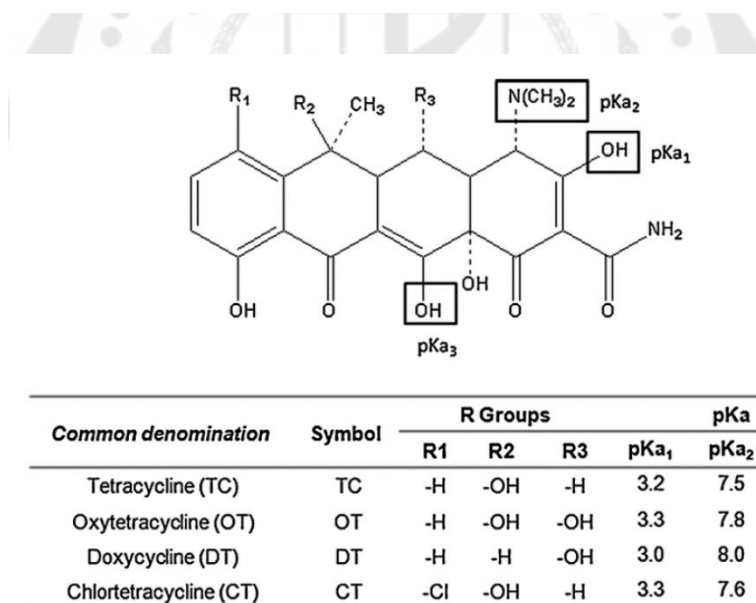 R1 R2 CH3 R3 N(CH3)2 pKa2
OH pKa1
NH2
OH
OH O OH O O
pKa3
R Groups pKa
Common denomination Symbol
R1 R2 R3 pKa1 pKa2
Tetracycline (TC) TC -H -OH -H 3.2 7.5
Oxytetracycline (OT) OT -H -OH -OH 3.3 7.8
Doxycycline (DT) DT -H -H -OH 3.0 8.0
Chlortetracycline (CT) CT -Cl -OH -H 3.3 7.6